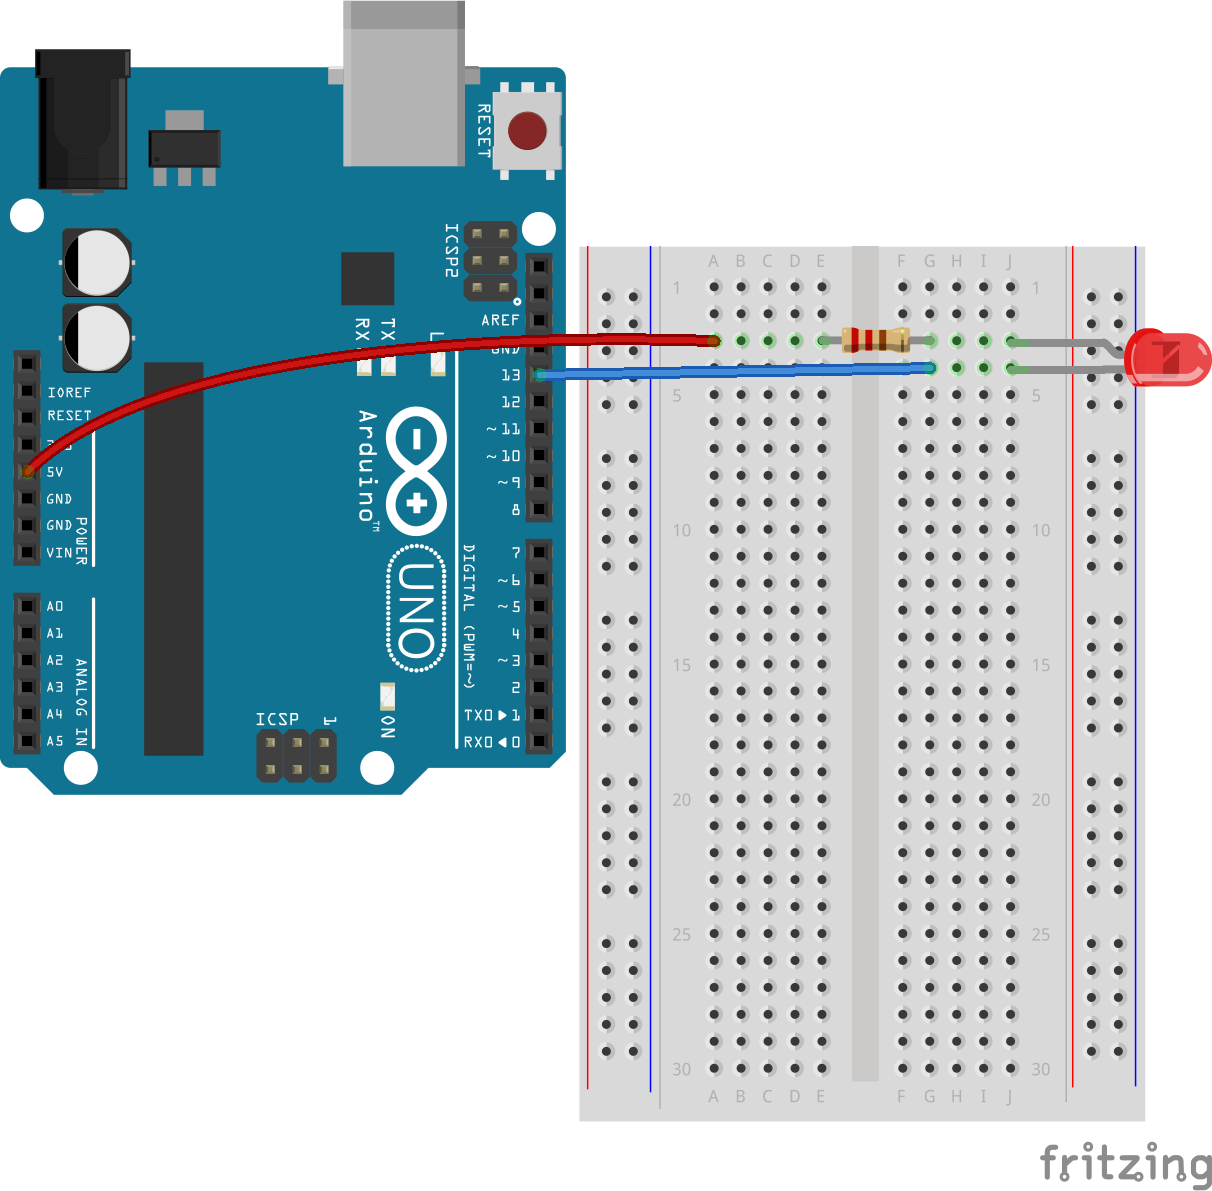 RESET
ICSP2
AREF
GND
13
12
~11
~10
~9
8
7
~6
~5
4
~3
2
TX0▶1
RX0◀0
DIGITAL (PWM=~)
RX
TX
L
Arduino™
UNO
ON
ICSP
1
IOREF
RESET
5V
GND
GND
VIN
POWER
A0
A1
A2
A3
A4
A5
ANALOG IN
A B C D E F G H I J
1 1
5 5
10 10
15 15
20 20
25 25
30 30
A B C D E F G H I J
fritzing